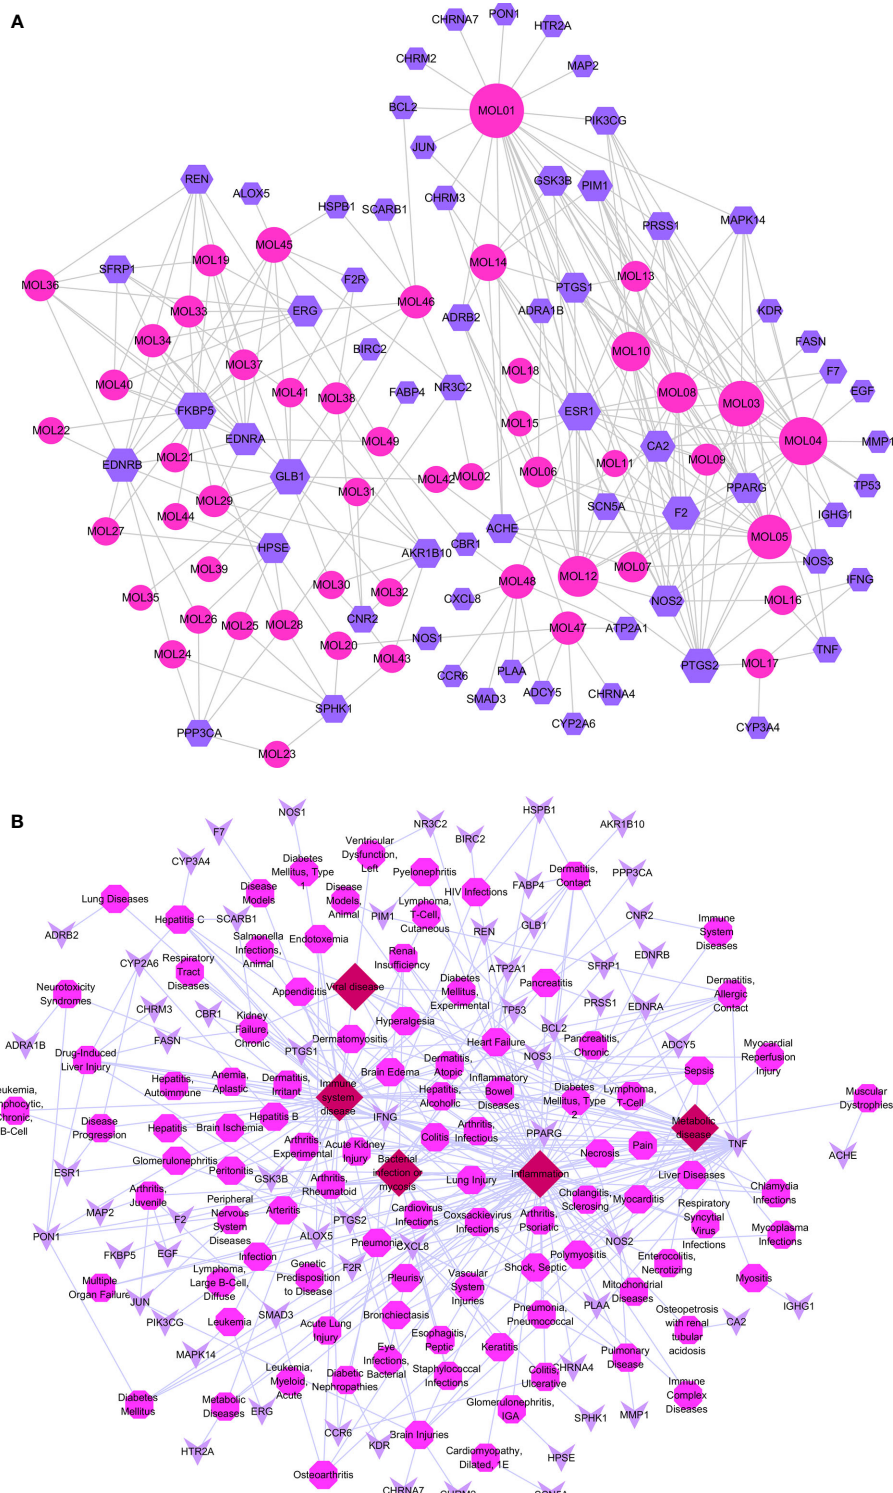 A
CHRNA7
PON1
HTR2A
CHRM2
MAP2
BCL2
MOL01
PIK3CG
JUN
REN
ALOX5
HSPB1
SCARB1
CHRM3
GSK3B
PIM1
PRSS1
MAPK14
MOL45
MOL19
SFRP1
MOL36
F2R
MOL14
MOL13
PTGS1
MOL46
MOL33
ERG
ADRB2
ADRA1B
KDR
MOL34
BIRC2
MOL10
FASN
MOL37
MOL18
F7
MOL40
MOL41
MOL38
FABP4
NR3C2
MOL08
MOL03
EGF
FKBP5
ESR1
MOL22
EDNRA
MOL49
MOL15
CA2
MOL04
MMP1
EDNRB
MOL21
MOL11
MOL09
GLB1
MOL42
MOL02
MOL06
PPARG
TP53
MOL29
MOL31
SCN5A
F2
IGHG1
MOL44
MOL27
ACHE
MOL05
HPSE
AKR1B10
CBR1
NOS3
MOL39
MOL12
MOL07
IFNG
MOL35
MOL30
MOL32
CXCL8
MOL48
NOS2
MOL16
MOL26
MOL25
MOL28
CNR2
MOL20
NOS1
MOL47
ATP2A1
TNF
MOL24
MOL43
CCR6
PLAA
PTGS2
MOL17
SMAD3
ADCY5
CHRNA4
SPHK1
PPP3CA
CYP2A6
CYP3A4
MOL23
B
NOS1
HSPB1
F7
NR3C2
AKR1B10
BIRC2
Ventricular
Dysfunction,
Left
CYP3A4
Diabetes
Mellitus, Type
1
Pyelonephritis
Dermatitis,
Contact
PPP3CA
Disease
Models
Disease
Models,
Animal
HIV Infections
FABP4
Lung Diseases
Lymphoma,
T-Cell,
Cutaneous
Hepatitis C
SCARB1
PIM1
REN
GLB1
CNR2
Immune
System
Diseases
ADRB2
Endotoxemia
Salmonella
Infections,
Animal
Renal
Insufficiency
EDNRB
CYP2A6
Respiratory
Tract
Diseases
ATP2A1
SFRP1
Neurotoxicity
Syndromes
Appendicitis
Viral disease
Diabetes
Mellitus,
Experimental
Pancreatitis
Dermatitis,
Allergic
Contact
CHRM3
CBR1
TP53
PRSS1
EDNRA
Kidney
Failure,
Chronic
Hyperalgesia
BCL2
ADRA1B
FASN
Dermatomyositis
Heart Failure
Pancreatitis,
Chronic
ADCY5
Drug-Induced
Liver Injury
PTGS1
NOS3
Myocardial
Reperfusion
Injury
Brain Edema
Dermatitis,
Atopic
Sepsis
Hepatitis,
Autoimmune
Anemia,
Aplastic
Dermatitis,
Irritant
Immune
system
disease
Hepatitis,
Alcoholic
Inflammatory
Bowel
Diseases
Diabetes
Mellitus, Type
2
Lymphoma,
T-Cell
Muscular
Dystrophies
Hepatitis B
IFNG
Disease
Progression
Hepatitis
Brain Ischemia
Arthritis,
Infectious
PPARG
Metabolic
disease
TNF
Colitis
Arthritis,
Experimental
Acute Kidney
Injury
Necrosis
Pain
ACHE
Glomerulonephritis
Peritonitis
Bacterial
infection or
mycosis
Inflammation
ESR1
GSK3B
Arthritis,
Rheumatoid
Lung Injury
Liver Diseases
Arthritis,
Juvenile
Cholangitis,
Sclerosing
Myocarditis
Chlamydia
Infections
MAP2
F2
Peripheral
Nervous
System
Diseases
Arteritis
PTGS2
Cardiovirus
Infections
Coxsackievirus
Infections
Arthritis,
Psoriatic
Respiratory
Syncytial
Virus
Infections
Mycoplasma
Infections
PON1
ALOX5
NOS2
FKBP5
EGF
Infection
Pneumonia
CXCL8
Polymyositis
Enterocolitis,
Necrotizing
F2R
Shock, Septic
Multiple
Organ Failure
Lymphoma,
Large B-Cell,
Diffuse
Genetic
Predisposition
to Disease
Pleurisy
Vascular
System
Injuries
Mitochondrial
Diseases
Myositis
JUN
PLAA
IGHG1
PIK3CG
Leukemia
SMAD3
Acute Lung
Injury
Bronchiectasis
Pneumonia,
Pneumococcal
Osteopetrosis
with renal
tubular
acidosis
CA2
MAPK14
Eye
Infections,
Bacterial
Esophagitis,
Peptic
Keratitis
Pulmonary
Disease
Leukemia,
Myeloic,
Acute
Diabetic
Nephropathies
Staphylococcal
Infections
Colitis,
Ulcerative
CHRNA4
Immune
Complex
Diseases
Diabetes
Mellitus
Metabolic
Diseases
ERG
Glomerulonephritis,
IGA
SPHK1
MMP1
CCR6
KDR
Brain Injuries
HTR2A
Cardiomyopathy,
Dilated, 1E
HPSE
Osteoarthritis
CHRNA7